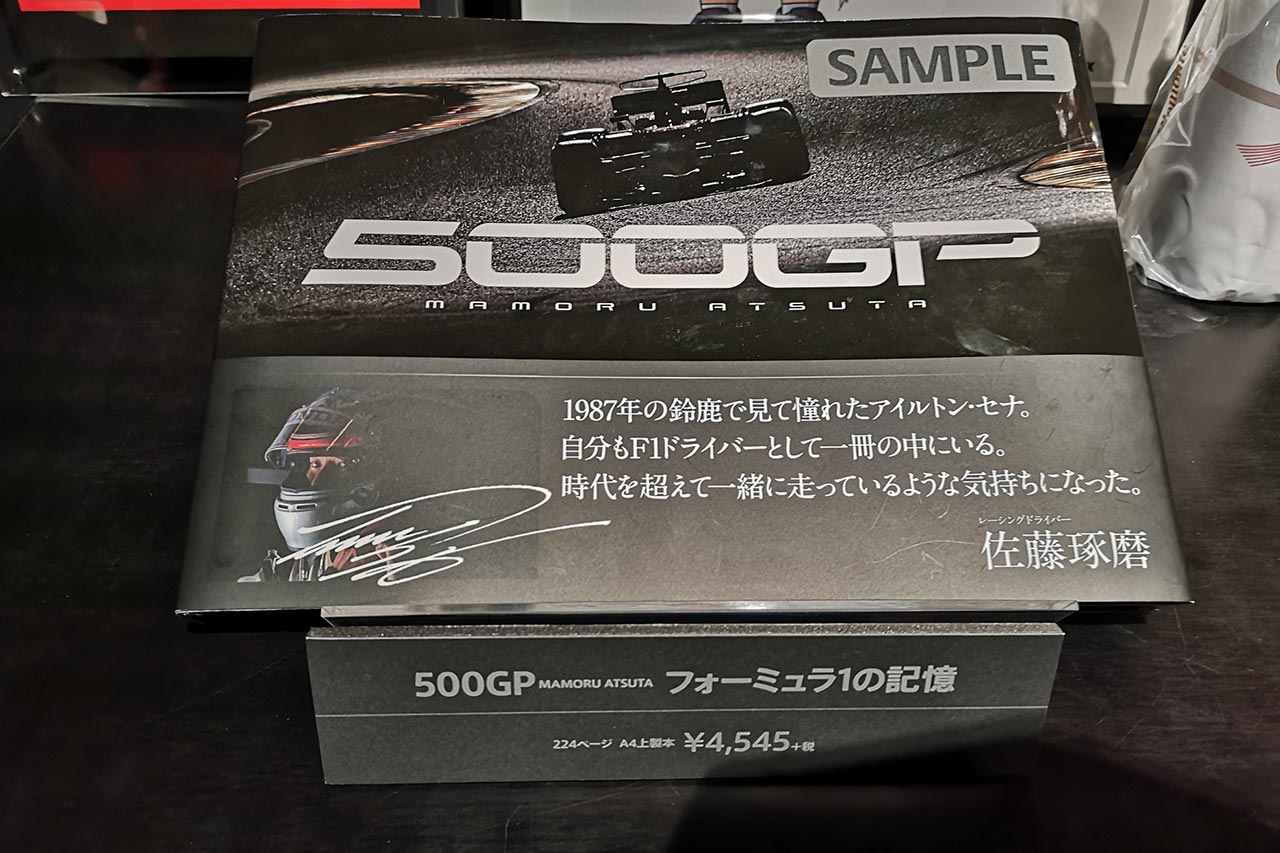 SAMPLE
500GP
MAMORU ATSUTA
1987年の鈴鹿で見て憧れたアイルトン・セナ。
自分もF1ドライバーとして一冊の中にいる。
時代を超えて一緒に走っているような気持ちになった。
レーシングドライバー
佐藤琢磨
500GP MAMORU ATSUTA フォーミュラ1の記憶
224ページ A4上製本 ¥4,545+税